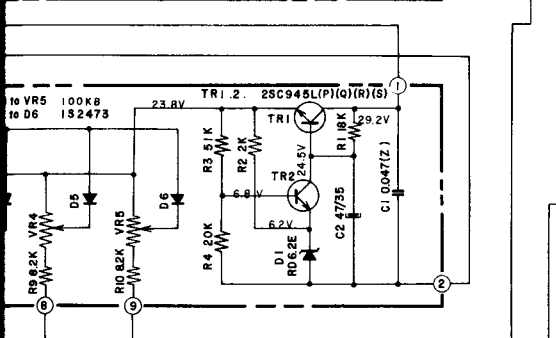 1
TR1.2. 2SC945L(P)(Q)(R)(S)
to VR5 100KB
to D6 1S2473
23.8V
TR1
29.2V
R3 51K
R2 2K
24.5V
R1 18K
C1 0.047(Z)
TR2
D5
D6
6.8V
VR4
VR5
6.2V
C2 47/35
R4 20K
D1
RD6.2E
R9 8.2K
R10 8.2K
2
8
9